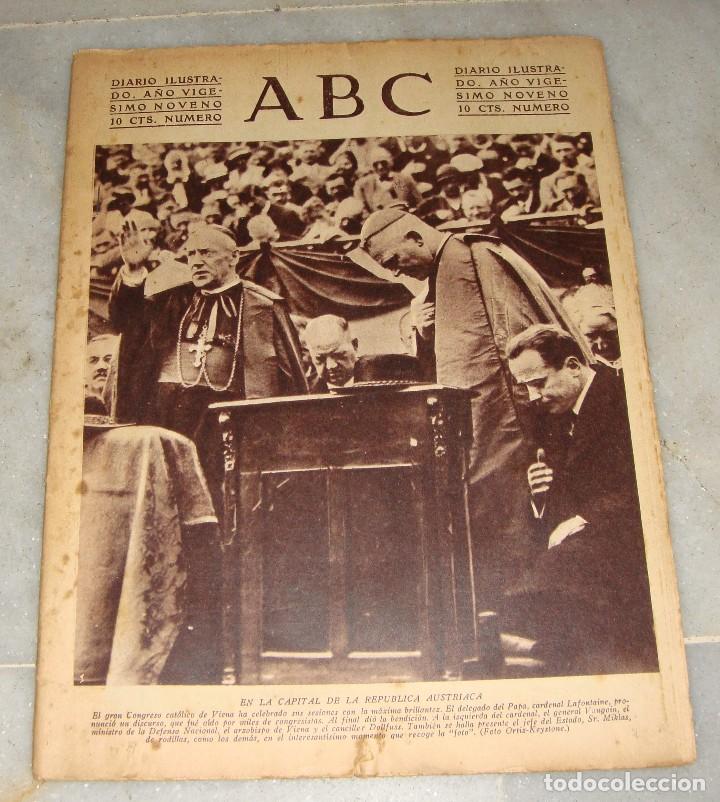 DIARIO ILUSTRA-
DO. AÑO VIGE-
SIMO NOVENO
10 CTS. NUMERO
ABC
DIARIO ILUSTRA-
DO. AÑO VIGE-
SIMO NOVENO
10 CTS. NUMERO
EN LA CAPITAL DE LA REPUBLICA AUSTRIACA
El gran Congreso católico de Viena ha celebrado sus sesiones con la máxima brillantez. El delegado del Papa, cardenal Lafontaine, pro-
nunció un discurso, que fué oído por miles de congresistas. Al final dió la bendición. A la izquierda del cardenal, el general Vaugoin, el
ministro de la Defensa Nacional, el arzobispo de Viena y el canciller Dollfuss. También se halla presente el jefe del Estado, Sr. Miklas,
de rodillas, como los demás, en el interesantísimo momento que recoge la "foto". (Foto Ortiz-Keystone.)
todocoleccion